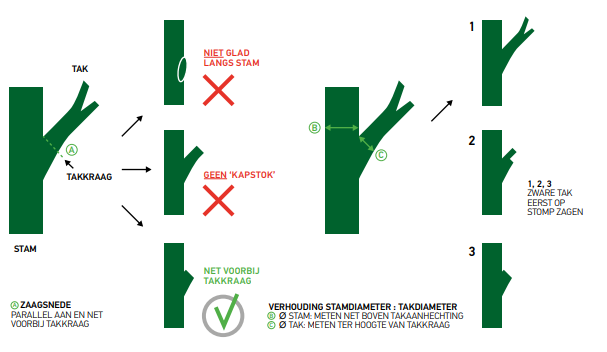 TAK
A
TAKKRAAG
STAM
A ZAAGSNEDE
PARALLEL AAN EN NET
VOORBIJ TAKKRAAG
NIET GLAD
LANGS STAM
GEEN 'KAPSTOK'
NET VOORBIJ
TAKKRAAG
B
C
VERHOUDING STAMDIAMETER : TAKDIAMETER
B Ø STAM: METEN NET BOVEN TAKAANHECHTING
C Ø TAK: METEN TER HOOGTE VAN TAKKRAAG
1
2
3
1, 2, 3
ZWARE TAK
EERST OP
STOMP ZAGEN